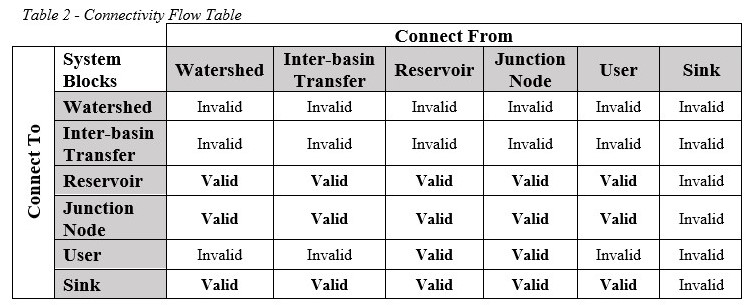 Table 2 - Connectivity Flow Table
Connect From
Connect To
System Blocks Watershed Inter-basin Transfer Reservoir Junction Node User Sink
Watershed Invalid Invalid Invalid Invalid Invalid Invalid
Inter-basin Transfer Invalid Invalid Invalid Invalid Invalid Invalid
Reservoir Valid Valid Valid Valid Valid Invalid
Junction Node Valid Valid Valid Valid Valid Invalid
User Invalid Invalid Valid Valid Invalid Invalid
Sink Valid Valid Valid Valid Valid Invalid